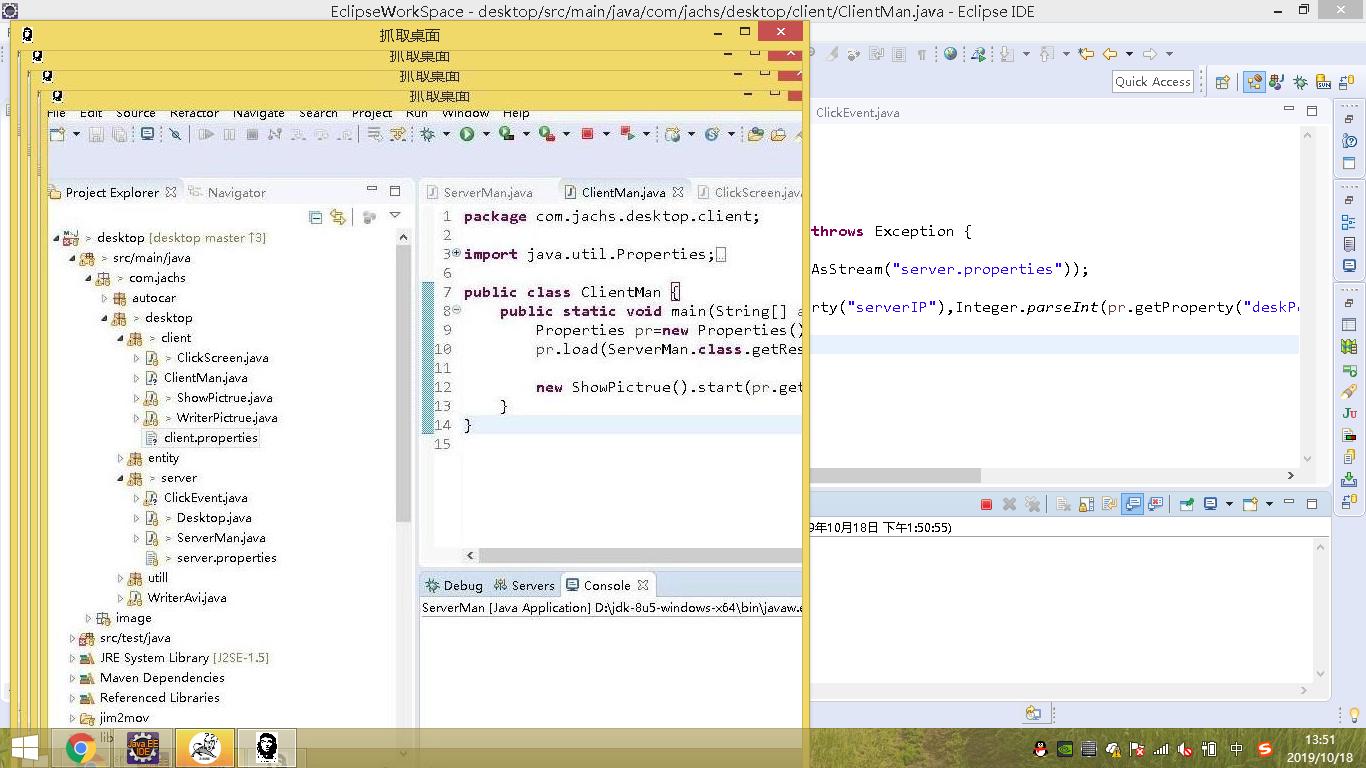 EclipseWorkSpace - desktop/src/main/java/com/jachs/desktop/client/ClientMan.java - Eclipse IDE
抓取桌面
抓取桌面
抓取桌面
抓取桌面
File Edit Source Refactor Navigate Search Project Run Window Help
Quick Access
Project Explorer
Navigator
desktop [desktop master ↑3]
src/main/java
com.jachs
autocar
desktop
client
ClickScreen.java
ClientMan.java
ShowPictrue.java
WriterPictrue.java
client.properties
entity
server
ClickEvent.java
Desktop.java
ServerMan.java
server.properties
utill
WriterAvi.java
image
src/test/java
JRE System Library [J2SE-1.5]
Maven Dependencies
Referenced Libraries
jim2mov
lib
ServerMan.java
ClientMan.java
ClickScreen.java
ClickEvent.java
1 package com.jachs.desktop.client;
2
3 import java.util.Properties;
6
7 public class ClientMan {
8 public static void main(String[] a
throws Exception {
9 Properties pr=new Properties()
10 pr.load(ServerMan.class.getRes
AsStream("server.properties"));
11
12 new ShowPictrue().start(pr.get
rty("serverIP"),Integer.parseInt(pr.getProperty("deskP
13 }
14 }
15
Debug Servers Console
ServerMan [Java Application] D:\jdk-8u5-windows-x64\bin\javaw.e
9年10月18日 下午1:50:55)
Java EE
IDE
中
13:51
2019/10/18